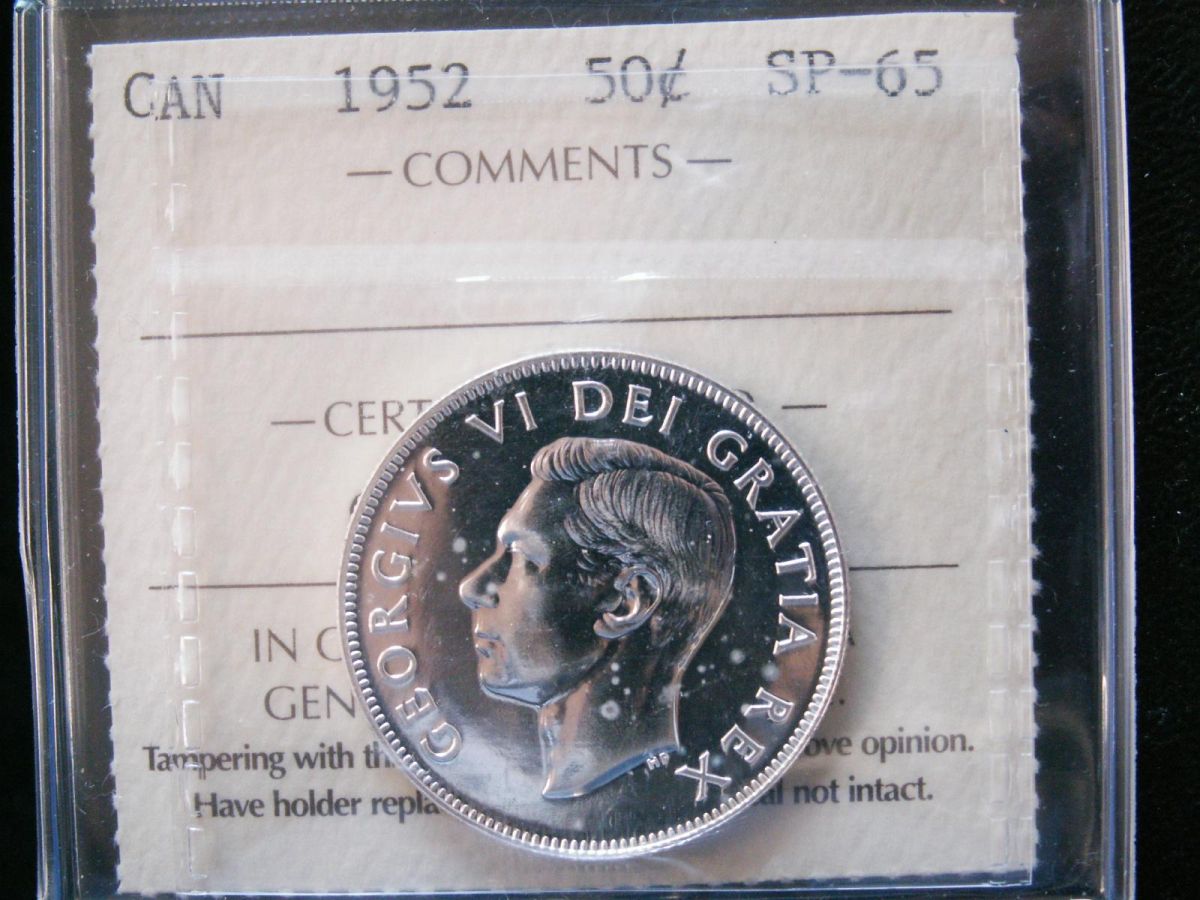 CAN 1952 50¢ SP-65
— COMMENTS —
— CERT
GEORGIVS VI DEI GRATIA REX
HP
IN C
GEN
Tampering with th ove opinion.
Have holder repla al not intact.